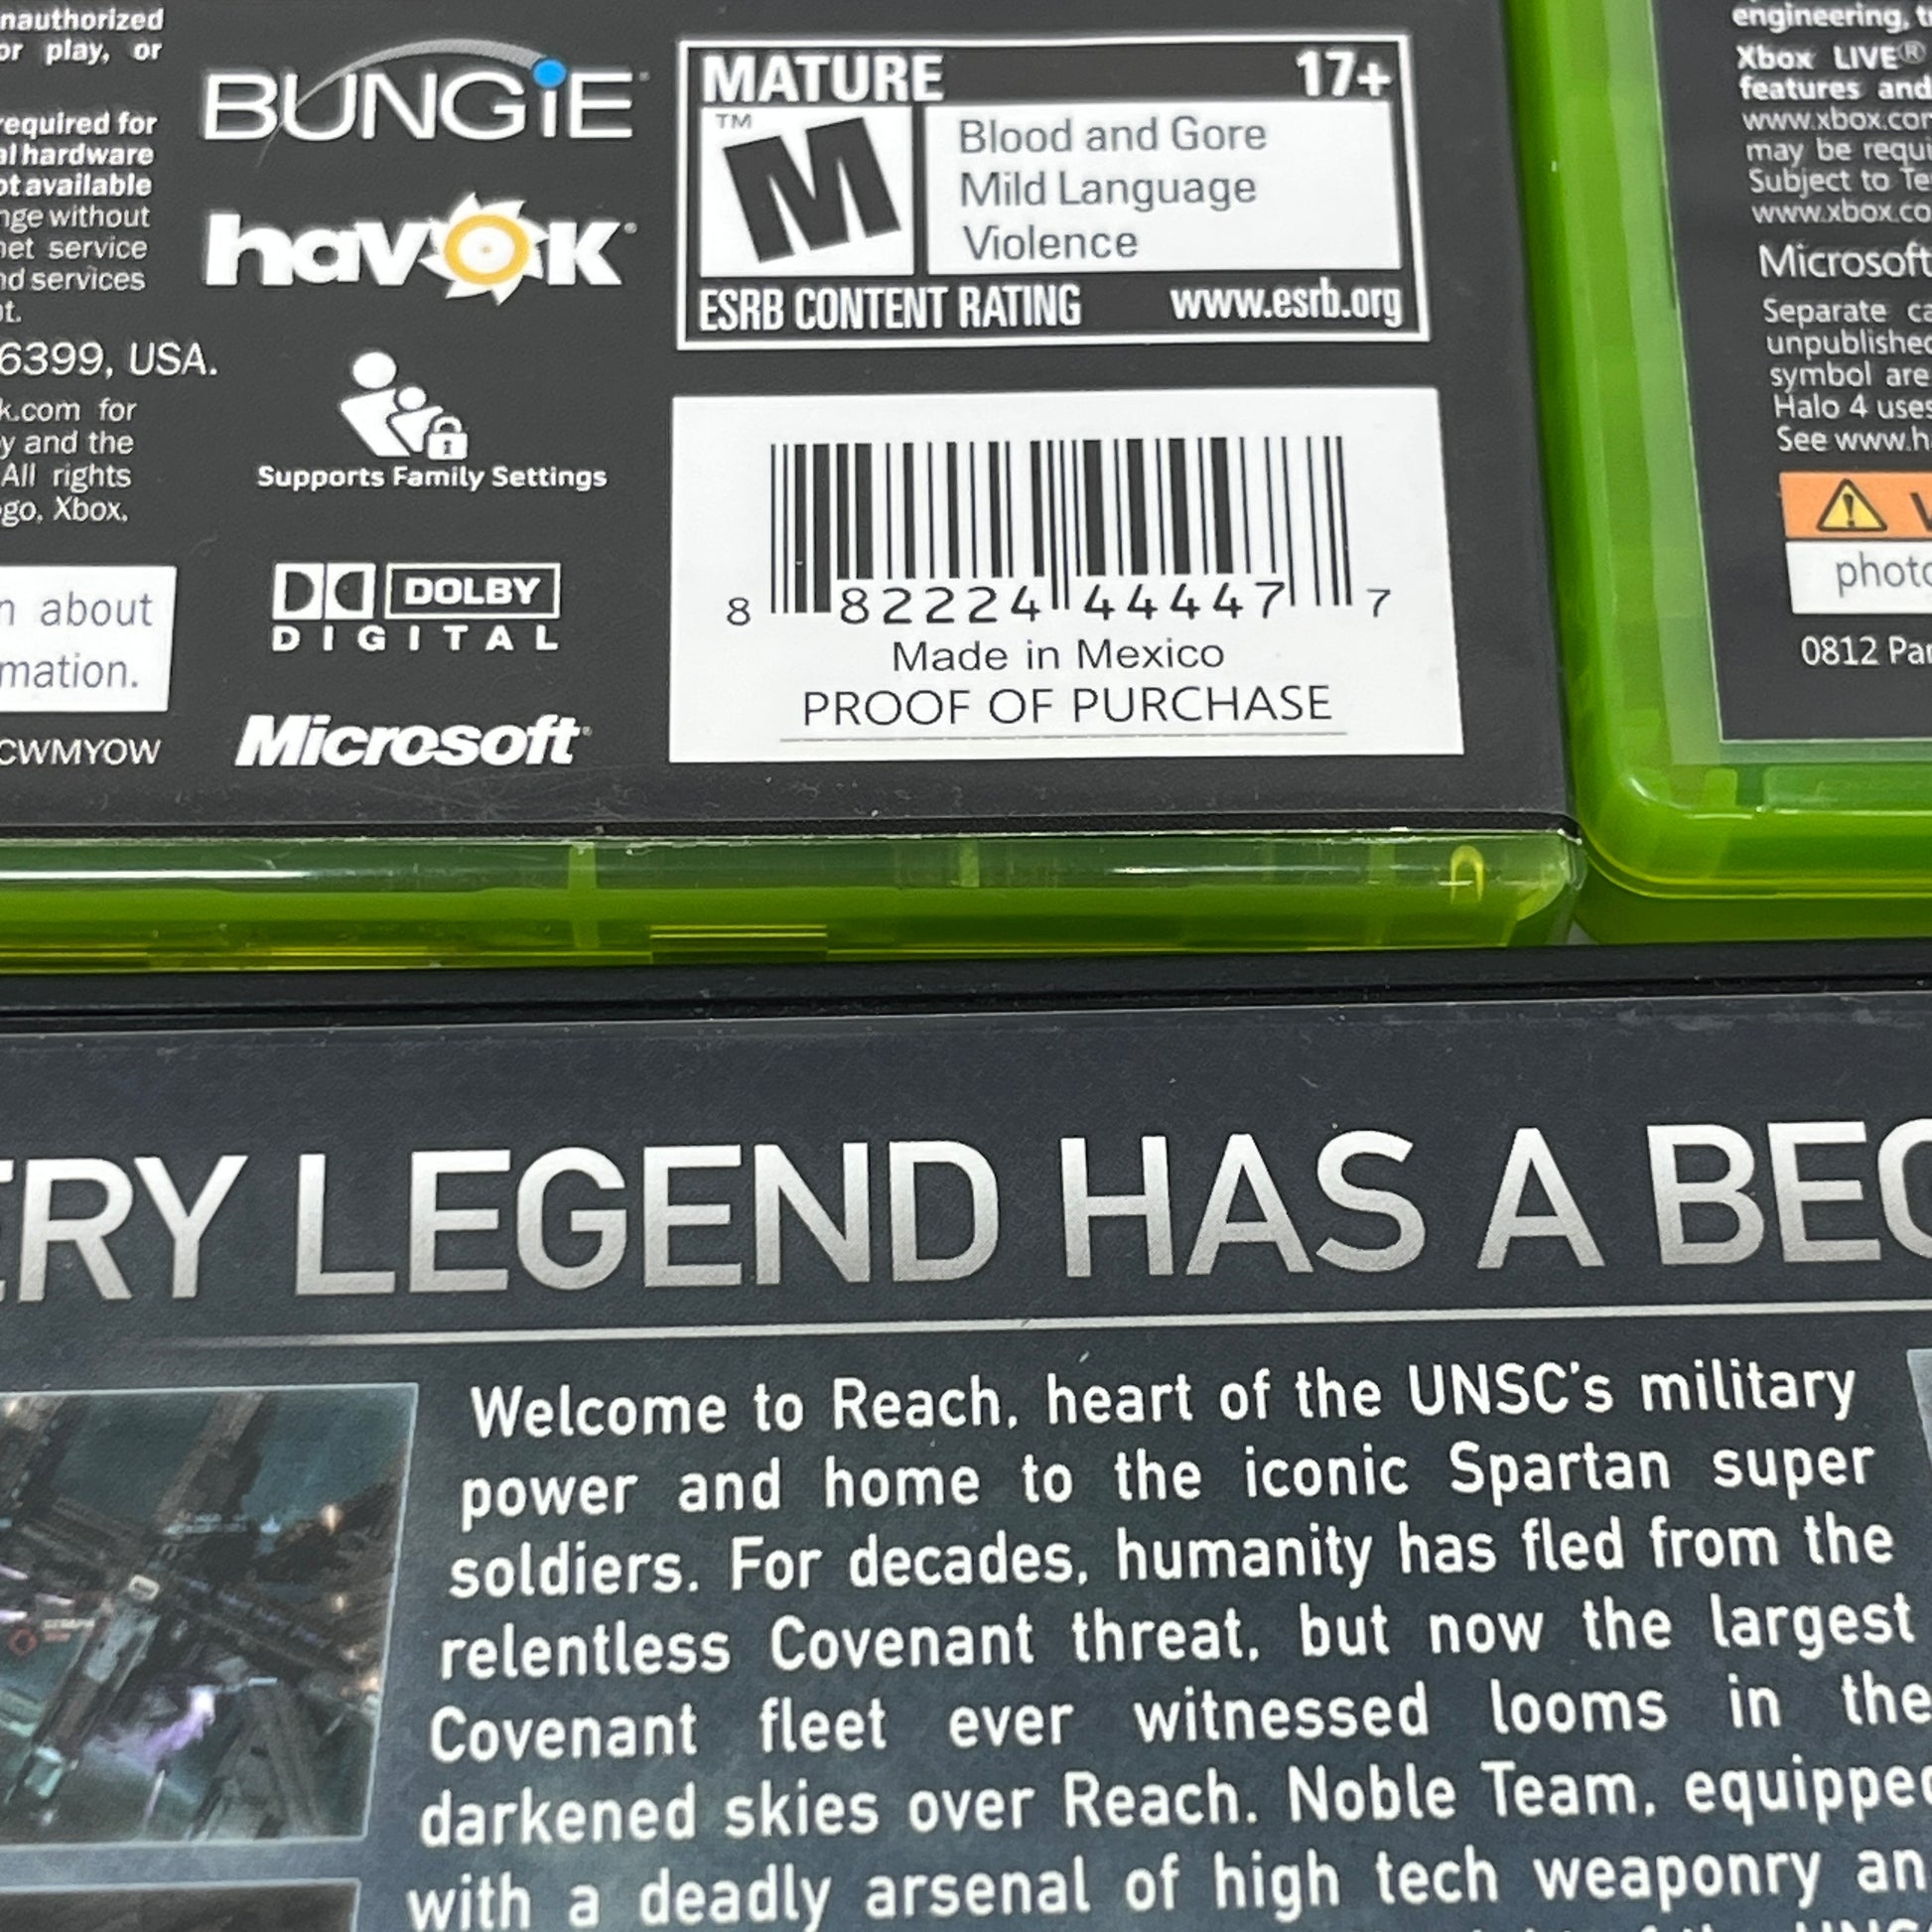 nauthorized
or play, or
required for
al hardware
ot available
nge without
net service
nd services
t.
6399, USA.
k.com for
y and the
All rights
go, Xbox,
n about
mation.
CWMYOW
BUNGiE
havok
Supports Family Settings
DOLBY
DIGITAL
Microsoft
MATURE 17+
™
M
Blood and Gore
Mild Language
Violence
ESRB CONTENT RATING www.esrb.org
8 82224 44447 7
Made in Mexico
PROOF OF PURCHASE
engineering, t
Xbox LIVE®
features and
www.xbox.co
may be requi
Subject to Te
www.xbox.co
Microsoft
Separate ca
unpublished
symbol are
Halo 4 uses
See www.h
photo
0812 Par
ERY LEGEND HAS A BEG
Welcome to Reach, heart of the UNSC's military
power and home to the iconic Spartan super
soldiers. For decades, humanity has fled from the
relentless Covenant threat, but now the largest
Covenant fleet ever witnessed looms in the
darkened skies over Reach. Noble Team, equipped
with a deadly arsenal of high tech weaponry an